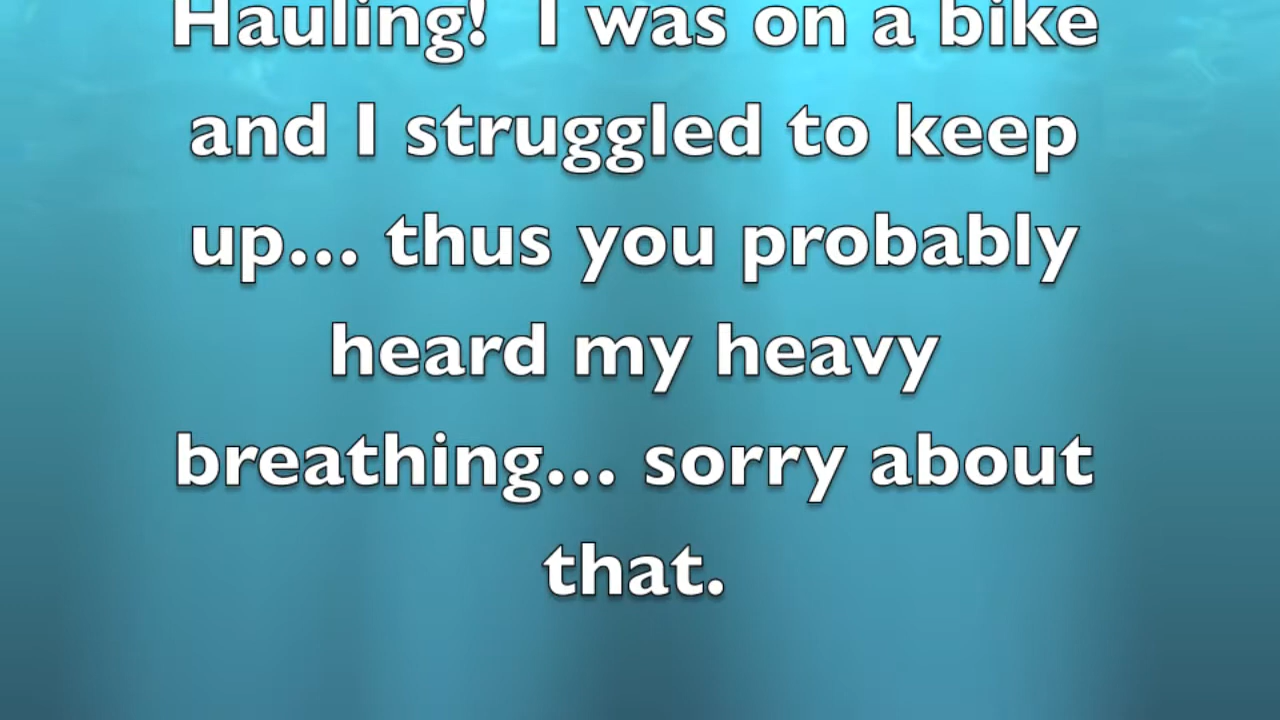 Hauling!  I was on a bike
and I struggled to keep
up... thus you probably
heard my heavy
breathing... sorry about
that.